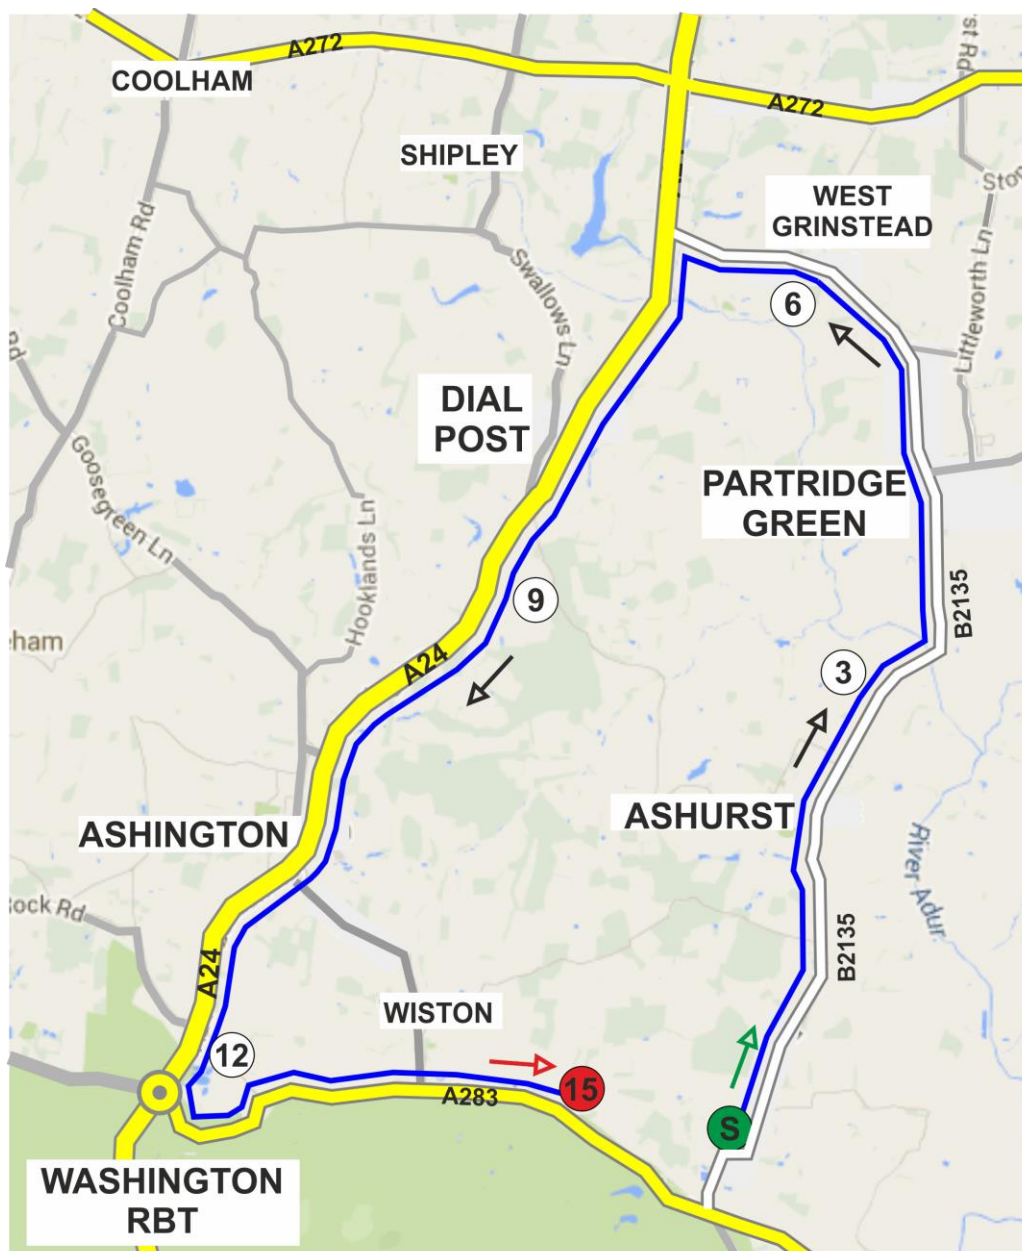 A272
COOLHAM
SHIPLEY
A272
WEST
GRINSTEAD
Coolham Rd
Swallows Ln
Littleworth Ln
6
DIAL
POST
Goosegreen Ln
Hooklands Ln
PARTRIDGE
GREEN
9
B2135
A24
3
ASHINGTON
ASHURST
River Adur
B2135
A24
WISTON
12
A283
15
S
WASHINGTON
RBT